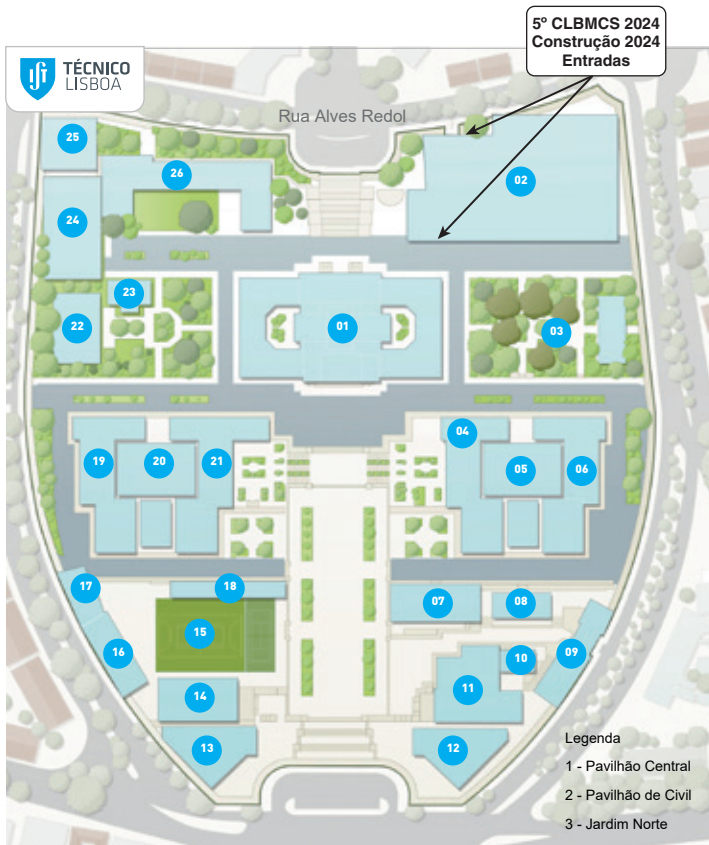 5º CLBMCS 2024
Construção 2024
Entradas
TÉCNICO
LISBOA
Rua Alves Redol
25
26
02
24
23
22
01
03
04
19
20
21
05
06
17
18
07
08
15
16
10
09
14
11
13
12
Legenda
1 - Pavilhão Central
2 - Pavilhão de Civil
3 - Jardim Norte